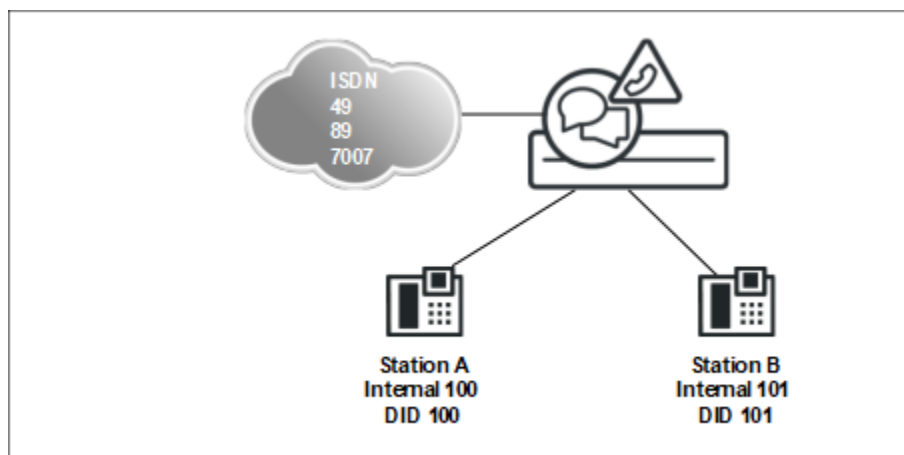 ISDN
49
89
7007
Station A
Internal 100
DID 100
Station B
Internal 101
DID 101